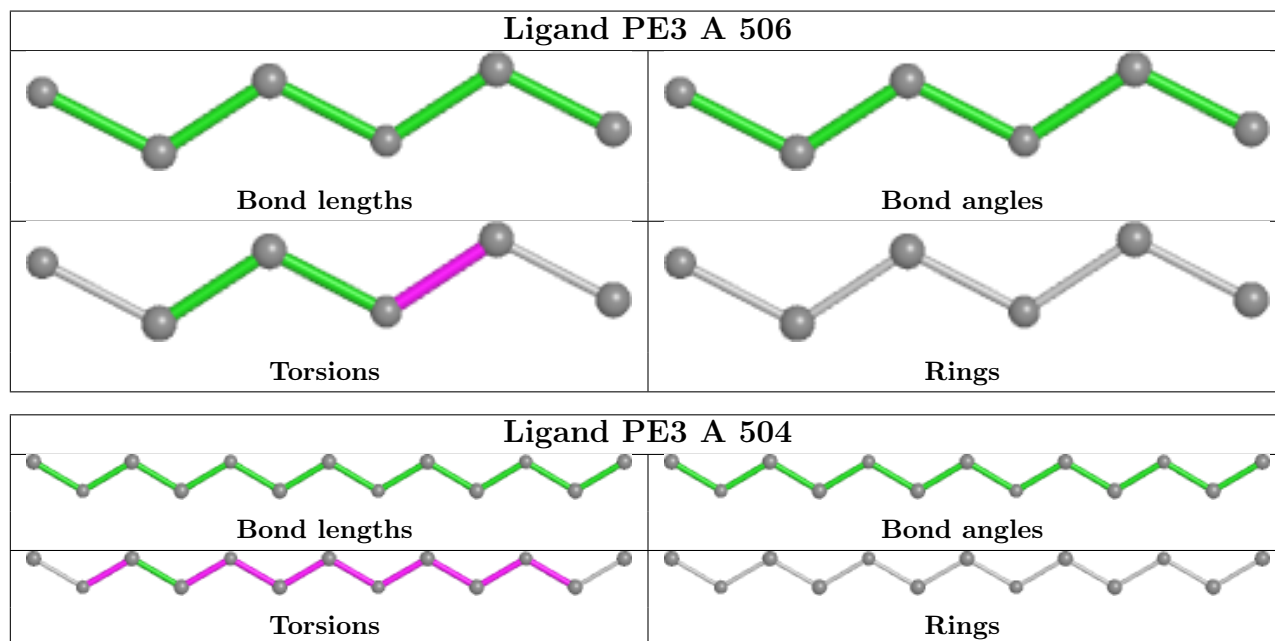 Ligand PE3 A 506
Bond lengths
Bond angles
Torsions
Rings
Ligand PE3 A 504
Bond lengths
Bond angles
Torsions
Rings